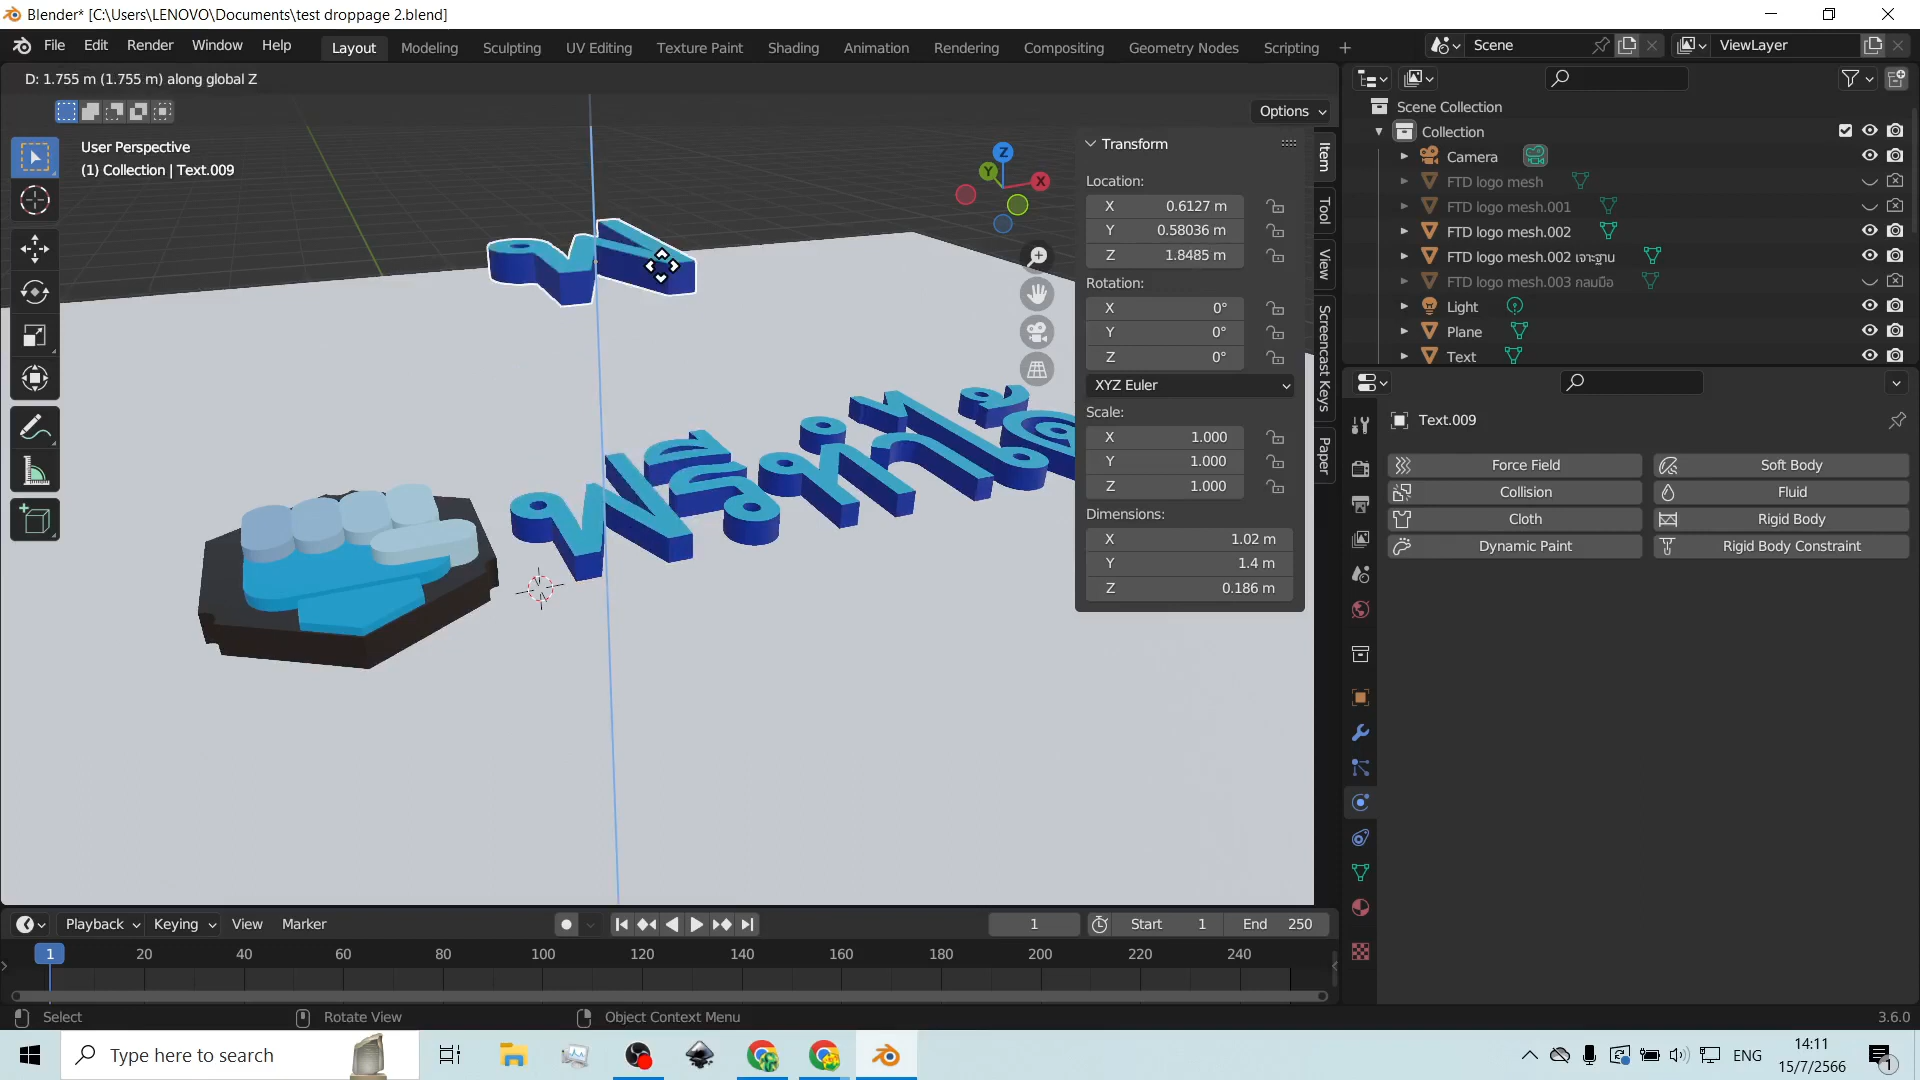 Blender* [C:\Users\LENOVO\Documents\test droppage 2.blend]
File Edit Render Window Help
Layout Modeling Sculpting UV Editing Texture Paint Shading Animation Rendering Compositing Geometry Nodes Scripting +
Scene
ViewLayer
D: 1.755 m (1.755 m) along global Z
Options
User Perspective
(1) Collection | Text.009
Z
Y
X
Transform
Location:
X 0.6127 m
Y 0.58036 m
Z 1.8485 m
Rotation:
X 0°
Y 0°
Z 0°
XYZ Euler
Scale:
X 1.000
Y 1.000
Z 1.000
Dimensions:
X 1.02 m
Y 1.4 m
Z 0.186 m
Item
Tool
View
Screencast Keys
Paper
Scene Collection
Collection
Camera
FTD logo mesh
FTD logo mesh.001
FTD logo mesh.002
FTD logo mesh.002 เจาะฐาน
FTD logo mesh.003 กลมมือ
Light
Plane
Text
Text.009
Force Field
Soft Body
Collision
Fluid
Cloth
Rigid Body
Dynamic Paint
Rigid Body Constraint
Playback Keying View Marker
1
Start 1
End 250
1 20 40 60 80 100 120 140 160 180 200 220 240
Select
Rotate View
Object Context Menu
3.6.0
Type here to search
ENG
14:11
15/7/2566
1